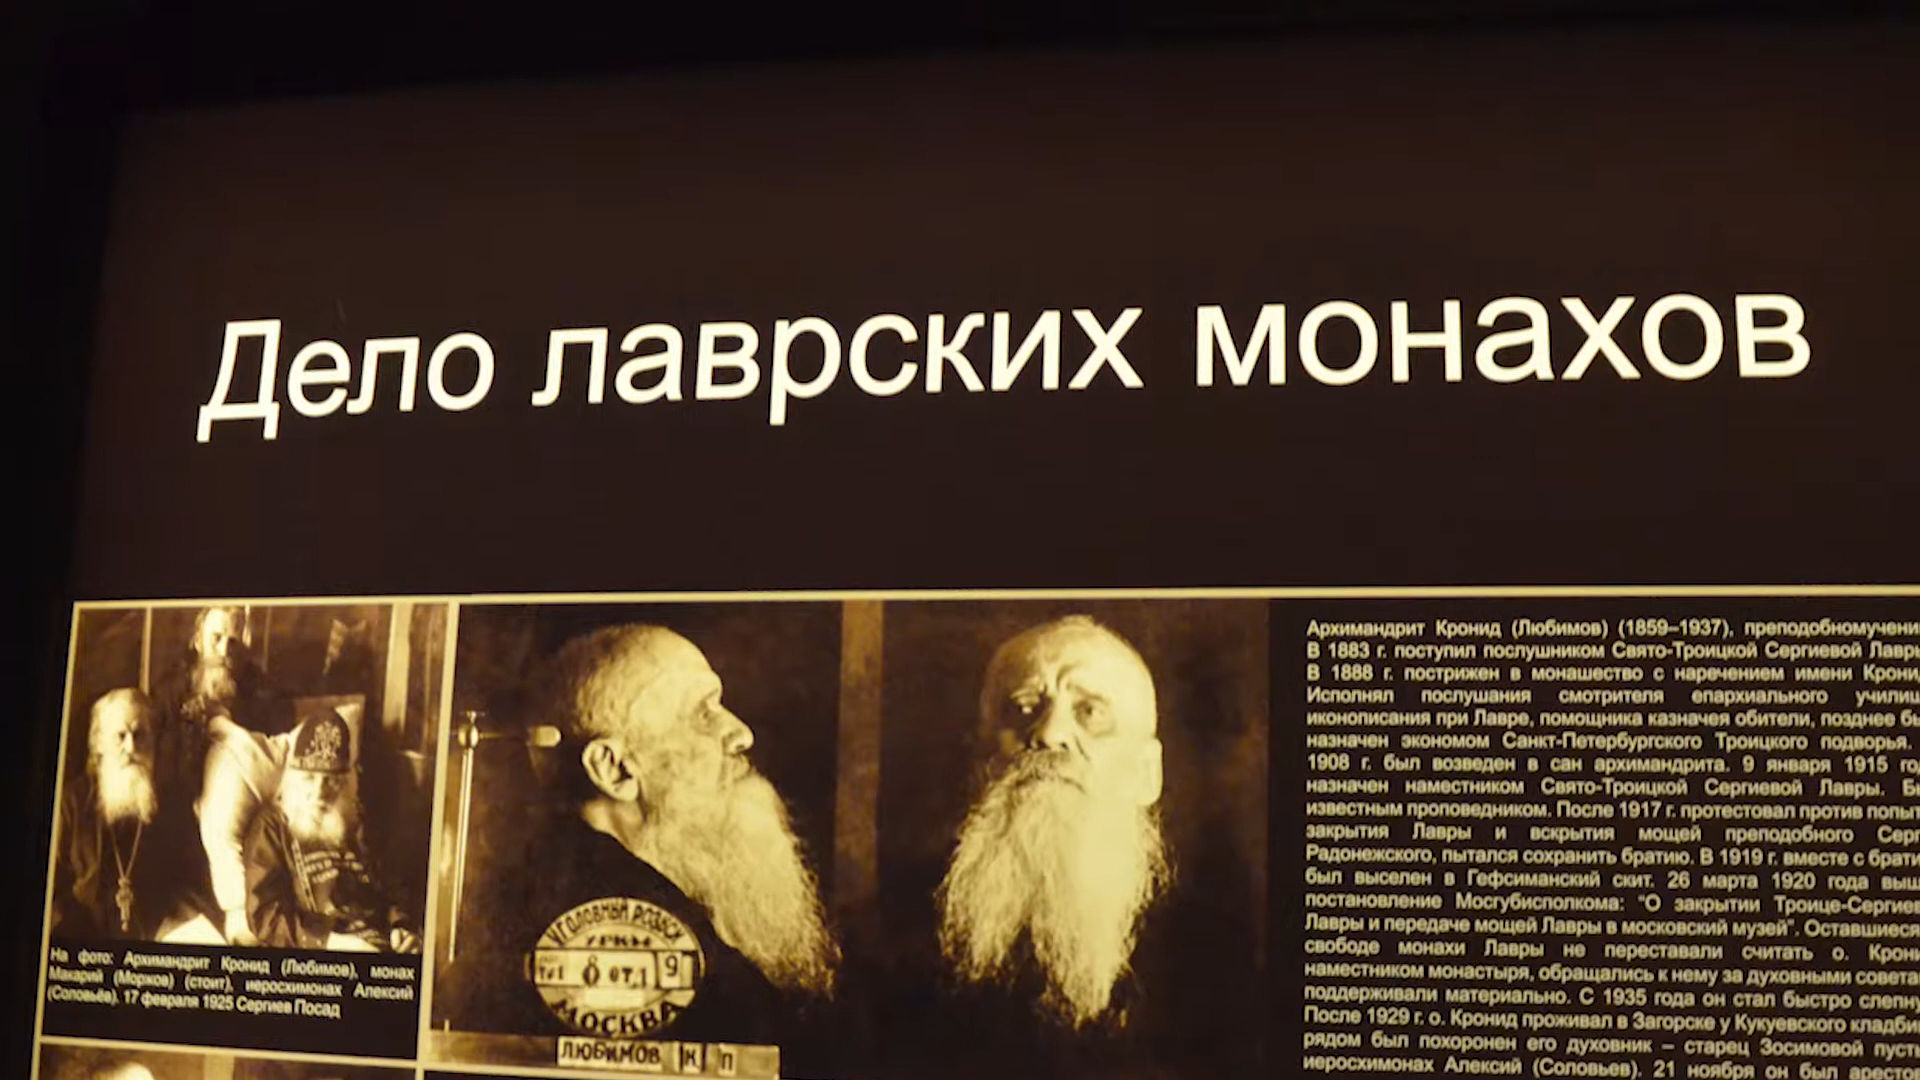 Дело лаврских монахов
На фото: Архимандрит Кронид (Любимов), монах
Макарий (Моржов) (стоит), иеросхимонах Алексий
(Соловьёв). 17 февраля 1925 Сергиев Посад
УГОЛОВНЫЙ РОЗЫСК
МОСКВА
ЛЮБИМОВ К П
Архимандрит Кронид (Любимов) (1859–1937), преподобномучени
В 1883 г. поступил послушником Свято-Троицкой Сергиевой Лавры
В 1888 г. пострижен в монашество с наречением имени Кронид
Исполнял послушания смотрителя епархиального училищ
иконописания при Лавре, помощника казначея обители, позднее бы
назначен экономом Санкт-Петербургского Троицкого подворья.
1908 г. был возведен в сан архимандрита. 9 января 1915 го
назначен наместником Свято-Троицкой Сергиевой Лавры. Бы
известным проповедником. После 1917 г. протестовал против попыт
закрытия Лавры и вскрытия мощей преподобного Серг
Радонежского, пытался сохранить братию. В 1919 г. вместе с брати
был выселен в Гефсиманский скит. 26 марта 1920 года выш
постановление Мосгубисполкома: "О закрытии Троице-Сергиев
Лавры и передаче мощей Лавры в московский музей". Оставшиеся
свободе монахи Лавры не переставали считать о. Крони
наместником монастыря, обращались к нему за духовными совета
поддерживали материально. С 1935 года он стал быстро слепну
После 1929 г. о. Кронид проживал в Загорске у Кукуевского кладби
рядом был похоронен его духовник – старец Зосимовой пуст
иеросхимонах Алексий (Соловьев). 21 ноября он был арестов